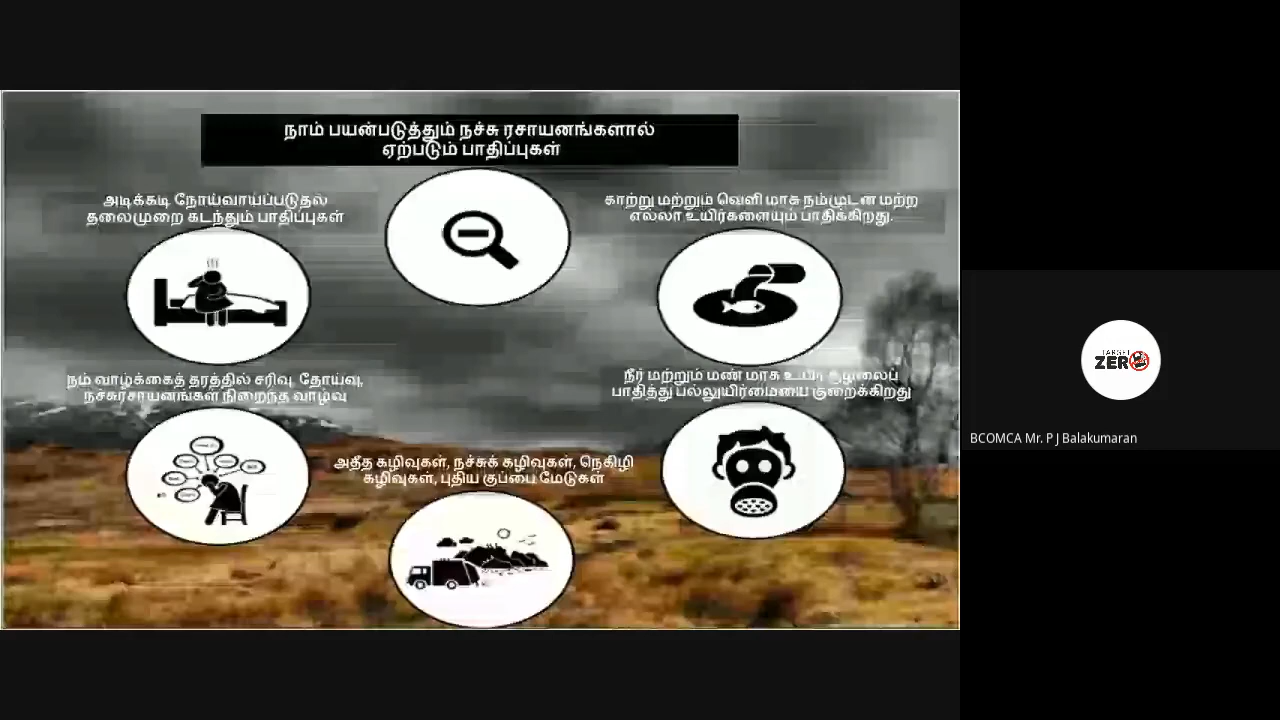 நாம் பயன்படுத்தும் நச்சு ரசாயனங்களால்
ஏற்படும் பாதிப்புகள்
அடிக்கடி நோய்வாய்ப்படுதல்
தலைமுறை கடந்தும் பாதிப்புகள்
காற்று மற்றும் வெளி மாசு நம்முடன் மற்ற
எல்லா உயிர்களையும் பாதிக்கிறது.
நம் வாழ்க்கைத் தரத்தில் சரிவு, தோய்வு,
நச்சுரசாயனங்கள் நிறைந்த வாழ்வு
நீர் மற்றும் மண் மாசு உயிர்
பாதித்து பல்லுயிர்மையை குறைக்கிறது
அதீத கழிவுகள், நச்சுக் கழிவுகள், நெகிழி
கழிவுகள், புதிய குப்பை மேடுகள்
TARGET
ZERO
BCOMCA Mr. P J Balakumaran